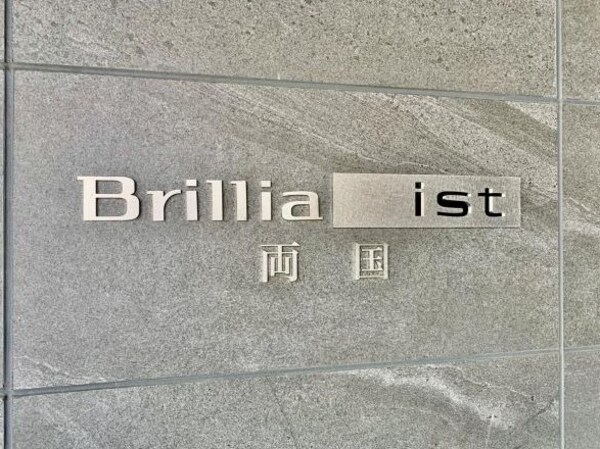 Brillia ist
両国